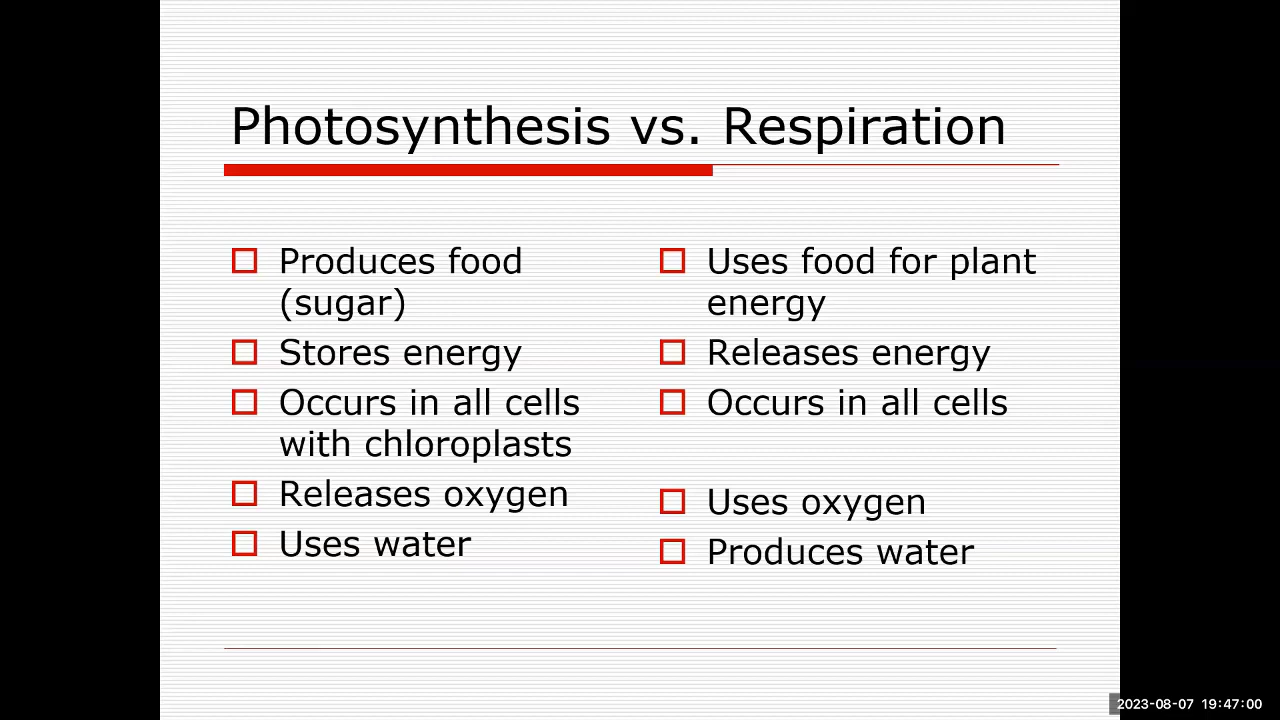 Photosynthesis vs. Respiration
Produces food
(sugar)
Stores energy
Occurs in all cells
with chloroplasts
Releases oxygen
Uses water
Uses food for plant
energy
Releases energy
Occurs in all cells
Uses oxygen
Produces water
2023-08-07 19:47:00